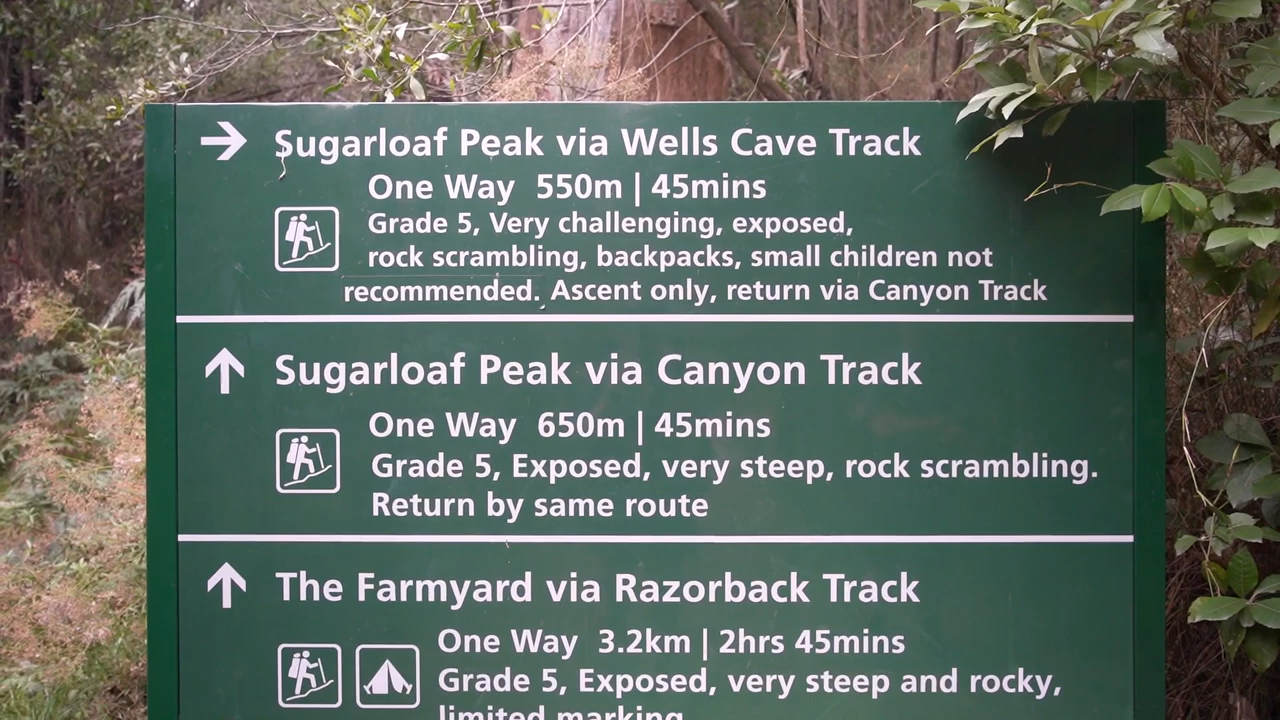 Sugarloaf Peak via Wells Cave Track
One Way 550m | 45mins
Grade 5, Very challenging, exposed,
rock scrambling, backpacks, small children not
recommended. Ascent only, return via Canyon Track
Sugarloaf Peak via Canyon Track
One Way 650m | 45mins
Grade 5, Exposed, very steep, rock scrambling.
Return by same route
The Farmyard via Razorback Track
One Way 3.2km | 2hrs 45mins
Grade 5, Exposed, very steep and rocky,
limited marking